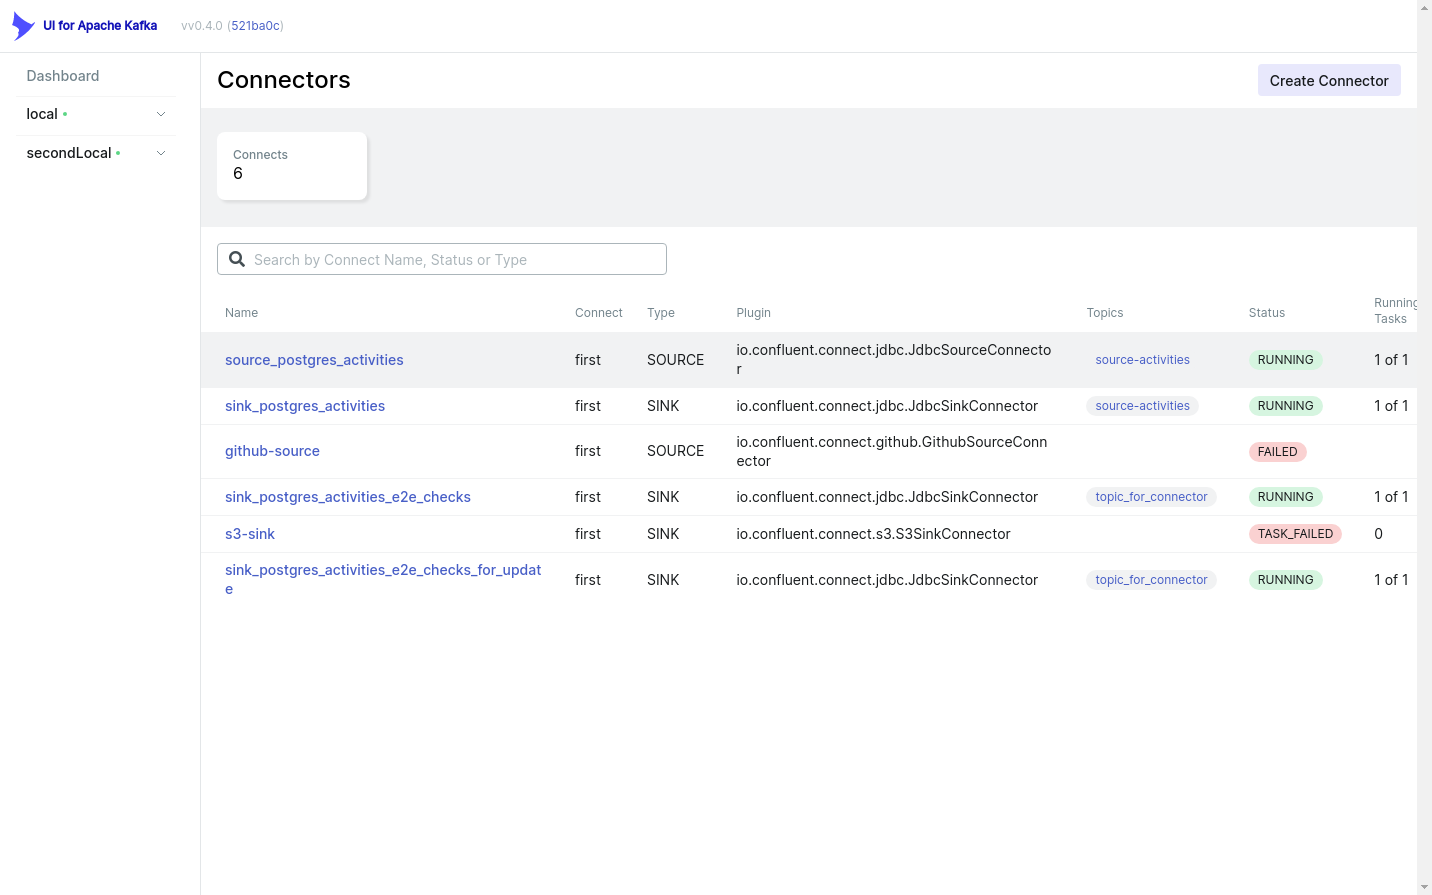 UI for Apache Kafka vv0.4.0 (521ba0c)
Dashboard
local
secondLocal
Connectors
Create Connector
Connects
6
Search by Connect Name, Status or Type
Name Connect Type Plugin Topics Status Running
Tasks
source_postgres_activities first SOURCE io.confluent.connect.jdbc.JdbcSourceConnecto
r source-activities RUNNING 1 of 1
sink_postgres_activities first SINK io.confluent.connect.jdbc.JdbcSinkConnector source-activities RUNNING 1 of 1
github-source first SOURCE io.confluent.connect.github.GithubSourceConn
ector FAILED
sink_postgres_activities_e2e_checks first SINK io.confluent.connect.jdbc.JdbcSinkConnector topic_for_connector RUNNING 1 of 1
s3-sink first SINK io.confluent.connect.s3.S3SinkConnector TASK_FAILED 0
sink_postgres_activities_e2e_checks_for_updat
e first SINK io.confluent.connect.jdbc.JdbcSinkConnector topic_for_connector RUNNING 1 of 1